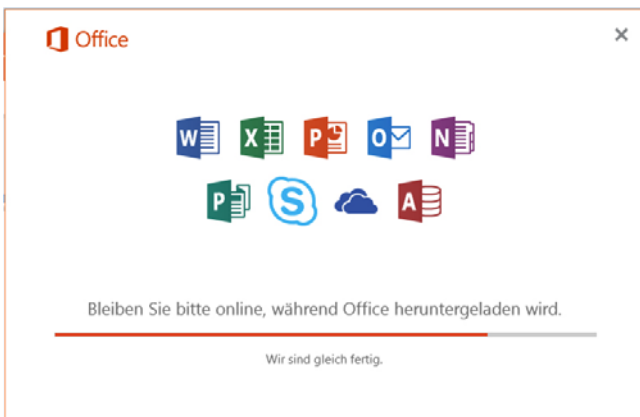 Office
W X P O N
P S A
Bleiben Sie bitte online, während Office heruntergeladen wird.
Wir sind gleich fertig.